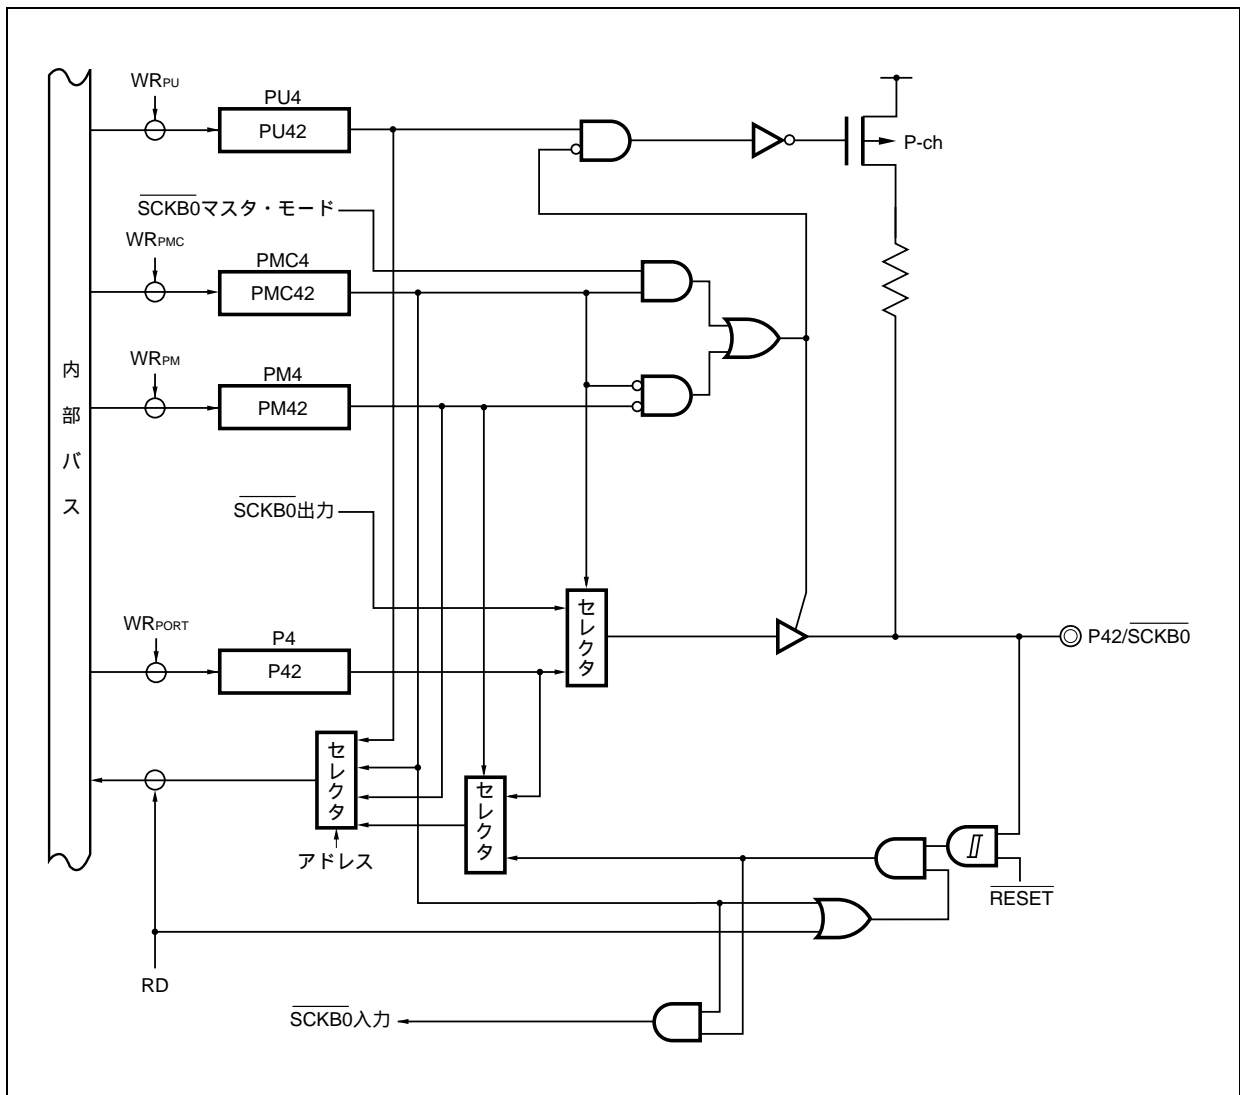 WRPU
PU4
PU42
P-ch
SCKB0マスタ・モード
WRPMC
PMC4
PMC42
WRPM
PM4
PM42
内部バス
SCKB0出力
セレクタ
WRPORT
P4
P42
P42/SCKB0
セレクタ
セレクタ
アドレス
RESET
RD
SCKB0入力